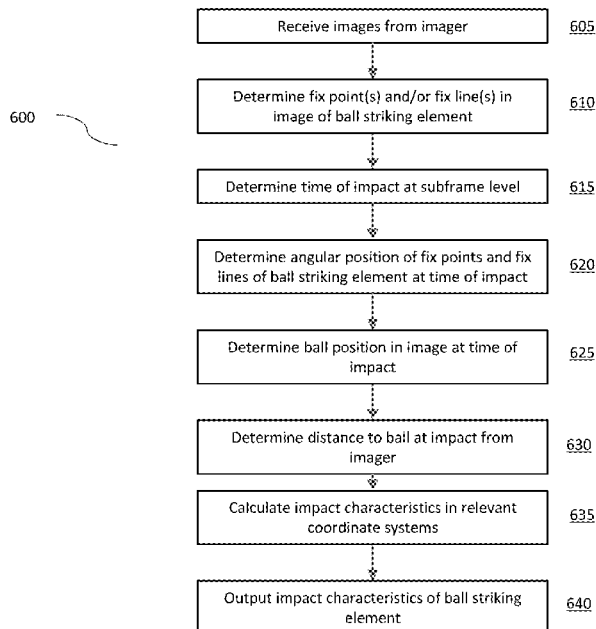 Receive images from imager 605
Determine fix point(s) and/or fix line(s) in
image of ball striking element
610
600
Determine time of impact at subframe level 615
Determine angular position of fix points and fix
lines of ball striking element at time of impact
620
Determine ball position in image at time of
impact
625
Determine distance to ball at impact from
imager
630
Calculate impact characteristics in relevant
coordinate systems
635
Output impact characteristics of ball striking
element
640